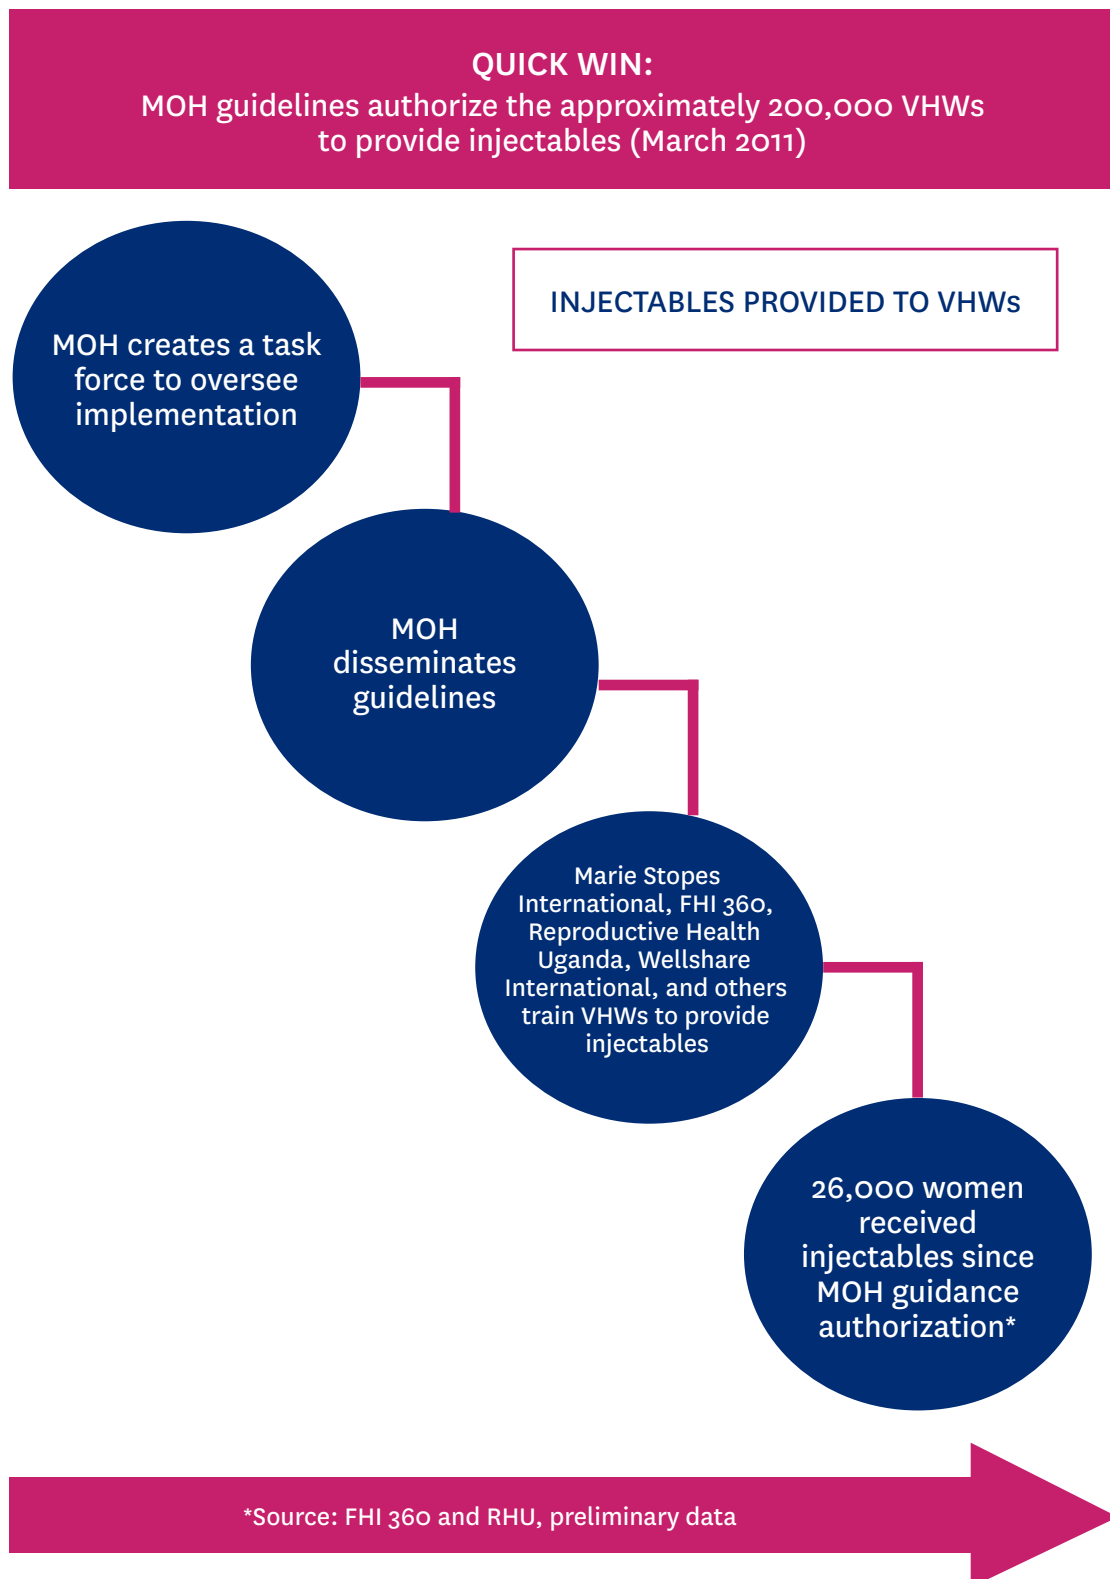 QUICK WIN:
MOH guidelines authorize the approximately 200,000 VHWs
to provide injectables (March 2011)
INJECTABLES PROVIDED TO VHWs
MOH creates a task
force to oversee
implementation
MOH
disseminates
guidelines
Marie Stopes
International, FHI 360,
Reproductive Health
Uganda, Wellshare
International, and others
train VHWs to provide
injectables
26,000 women
received
injectables since
MOH guidance
authorization*
*Source: FHI 360 and RHU, preliminary data